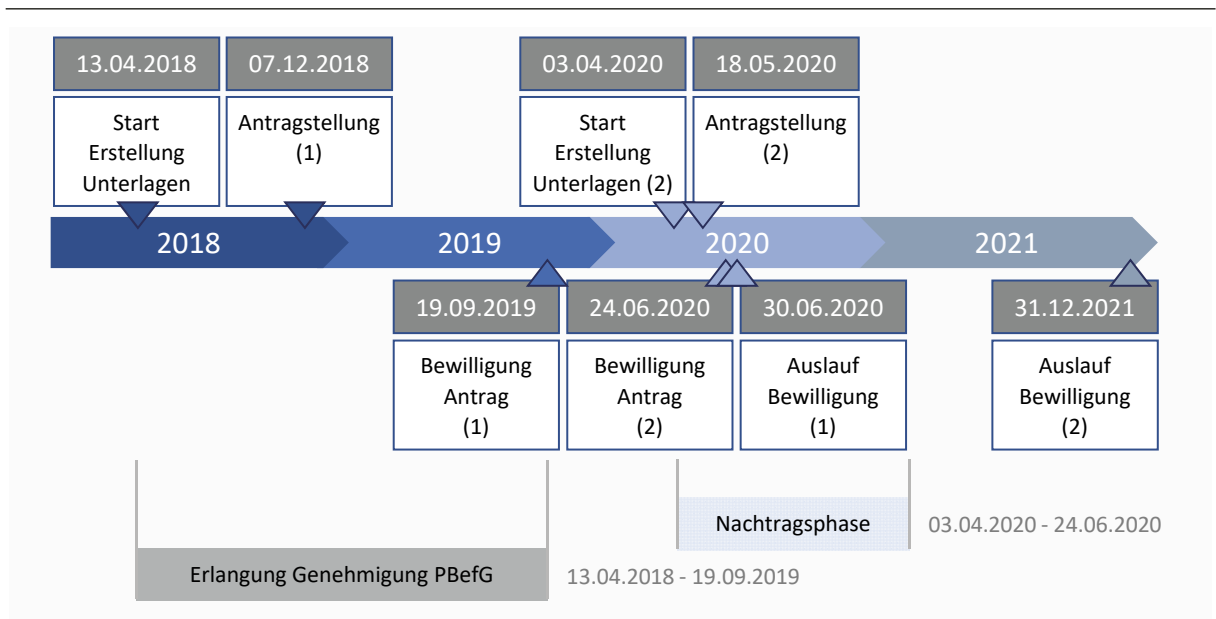 13.04.2018
07.12.2018
03.04.2020
18.05.2020
Start
Erstellung
Unterlagen
Antragstellung
(1)
Start
Erstellung
Unterlagen (2)
Antragstellung
(2)
2018
2019
2020
2021
19.09.2019
24.06.2020
30.06.2020
31.12.2021
Bewilligung
Antrag
(1)
Bewilligung
Antrag
(2)
Auslauf
Bewilligung
(1)
Auslauf
Bewilligung
(2)
Nachtragsphase
03.04.2020 - 24.06.2020
Erlangung Genehmigung PBefG
13.04.2018 - 19.09.2019